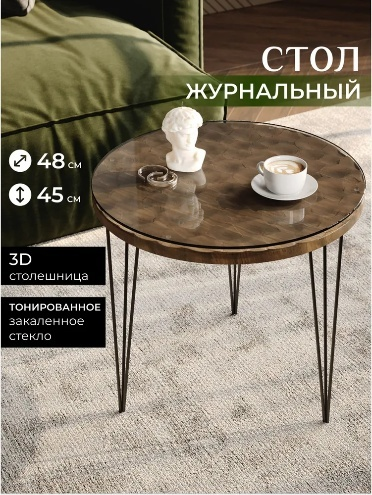 СТОЛ
ЖУРНАЛЬНЫЙ
48 см
45 см
3D
столешница
ТОНИРОВАННОЕ
закаленное
стекло